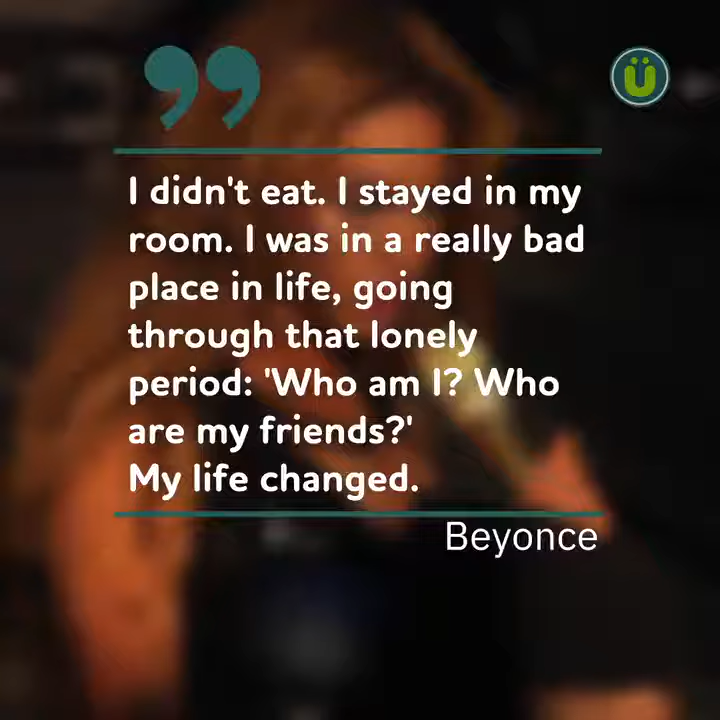 ”
Ü
I didn't eat. I stayed in my
room. I was in a really bad
place in life, going
through that lonely
period: 'Who am I? Who
are my friends?'
My life changed.
Beyonce